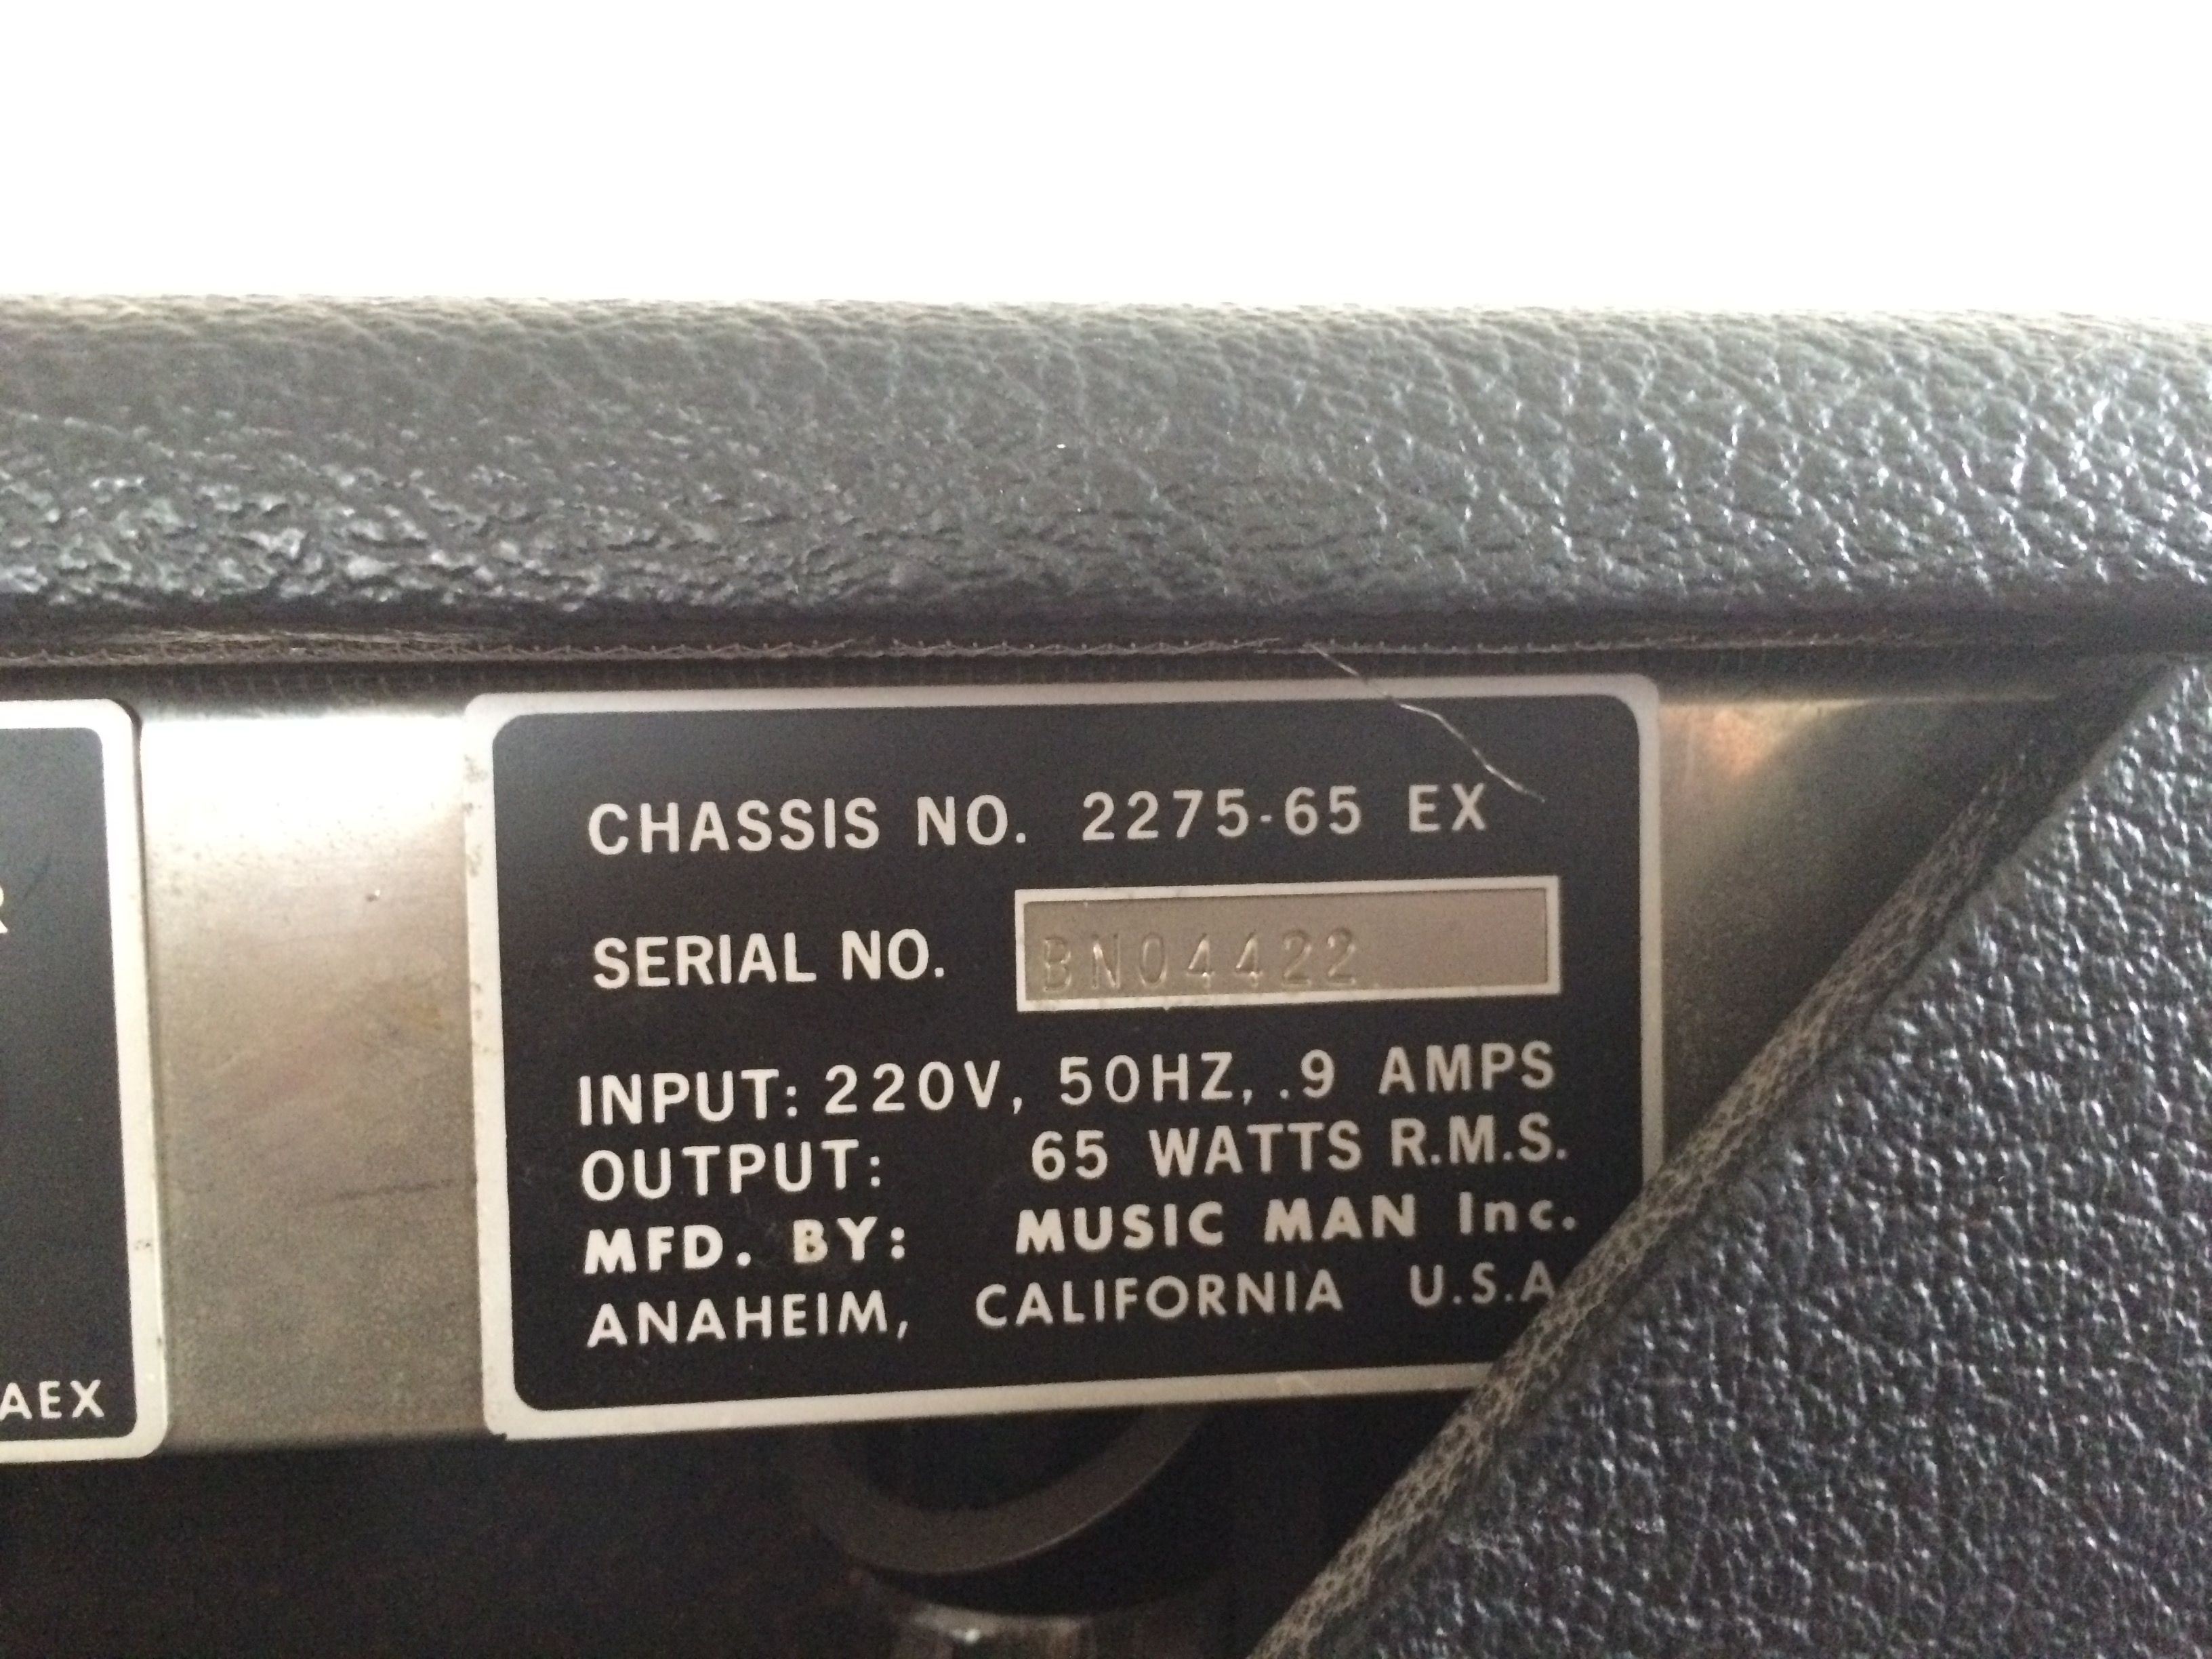 CHASSIS NO. 2275-65 EX
SERIAL NO. BN04422
INPUT: 220V, 50HZ, .9 AMPS
OUTPUT: 65 WATTS R.M.S.
MFD. BY: MUSIC MAN Inc.
ANAHEIM, CALIFORNIA U.S.A.
R
AEX